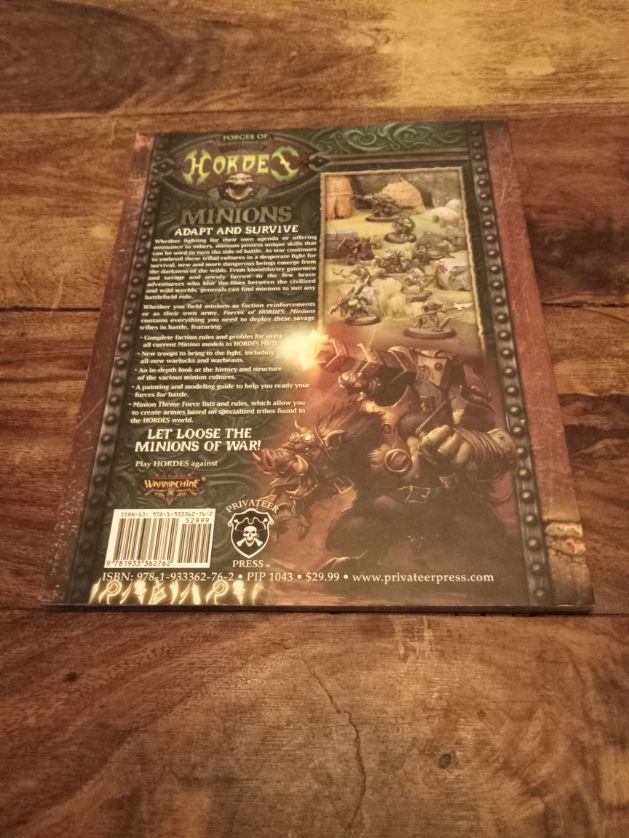 FORCES OF
HORDES
MINIONS
ADAPT AND SURVIVE
Whether fighting for their own agenda or offering
assistance to others, minions possess unique skills that
can be used to turn the tide of battle. As war continues
to embroil these tribal cultures in a desperate fight for
survival, new and more dangerous beings emerge from
the darkness of the wilds. From bloodthirsty gatormen
and savage and unruly farrow to the few brave
adventurers who blur the lines between the civilized
and wild worlds, generals can find minions to suit any
battlefield role.
Whether you field minions as faction reinforcements
or as their own army, Forces of HORDES: Minions
contains everything you need to deploy these savage
tribes in battle, featuring:
• Complete faction rules and profiles for using
all current Minion models in HORDES MK II.
• New troops to bring to the fight, including
all-new warlocks and warbeasts.
• An in-depth look at the history and structure
of the various minion cultures.
• A painting and modeling guide to help you ready your
forces for battle.
• Minion Theme Force lists and rules, which allow you
to create armies based on specialized tribes found in
the HORDES world.
LET LOOSE THE
MINIONS OF WAR!
Play HORDES against
WARMACHINE
ISBN-13: 978-1-933362-76-2
52999
9 781933 362762
PRIVATEER
PRESS
ISBN: 978-1-933362-76-2 • PIP 1043 • $29.99 • www.privateerpress.com